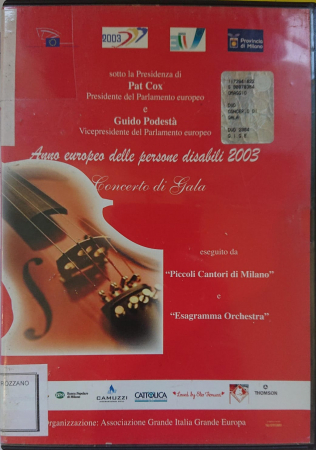 2003
Provincia
di Milano
sotto la Presidenza di
Pat Cox
Presidente del Parlamento europeo
e
Guido Podestà
Vicepresidente del Parlamento europeo
Anno europeo delle persone disabili 2003
Concerto di Gala
eseguito da
"Piccoli Cantori di Milano"
e
"Esagramma Orchestra"
ROZZANO
CAMUZZI
CATTOLICA
THOMSON
Organizzazione: Associazione Grande Italia Grande Europa